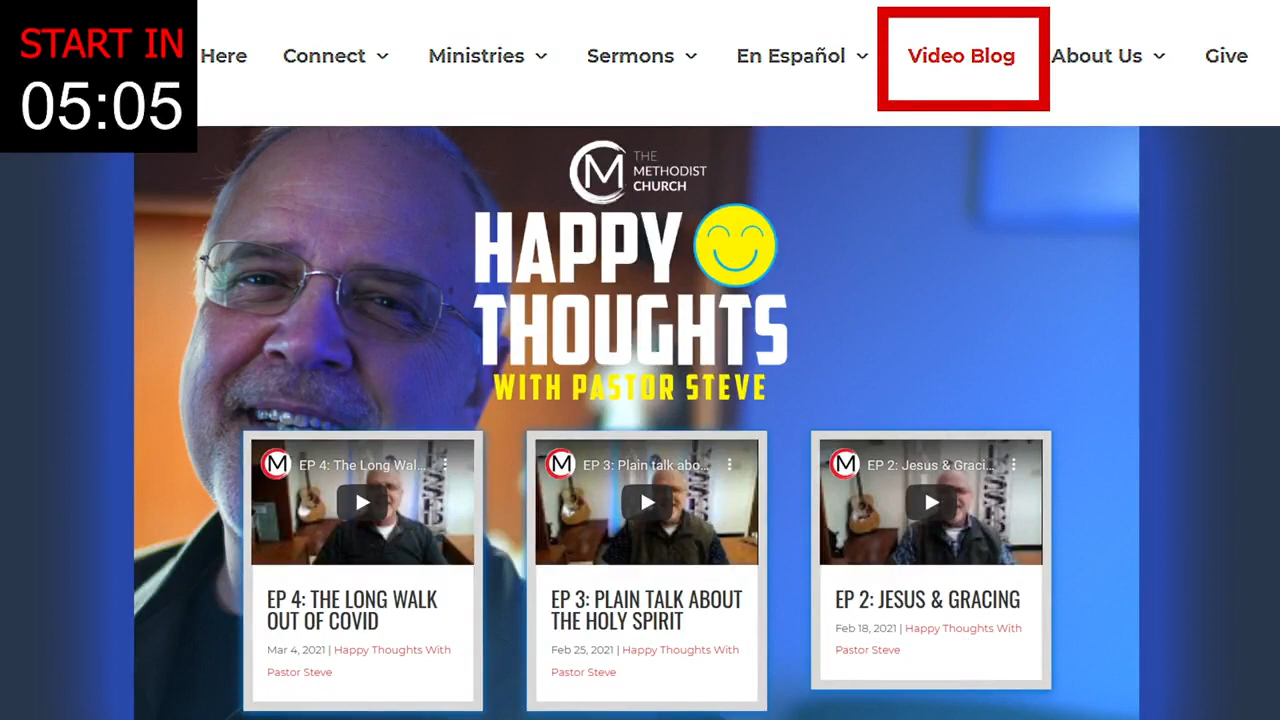 START IN
05:05
Here Connect Ministries Sermons En Español Video Blog About Us Give
M THE
METHODIST
CHURCH
HAPPY
THOUGHTS
WITH PASTOR STEVE
M EP 4: The Long Wal...
EP 4: THE LONG WALK
OUT OF COVID
Mar 4, 2021 | Happy Thoughts With
Pastor Steve
M EP 3: Plain talk abo...
EP 3: PLAIN TALK ABOUT
THE HOLY SPIRIT
Feb 25, 2021 | Happy Thoughts With
Pastor Steve
M EP 2: Jesus & Graci...
EP 2: JESUS & GRACING
Feb 18, 2021 | Happy Thoughts With
Pastor Steve